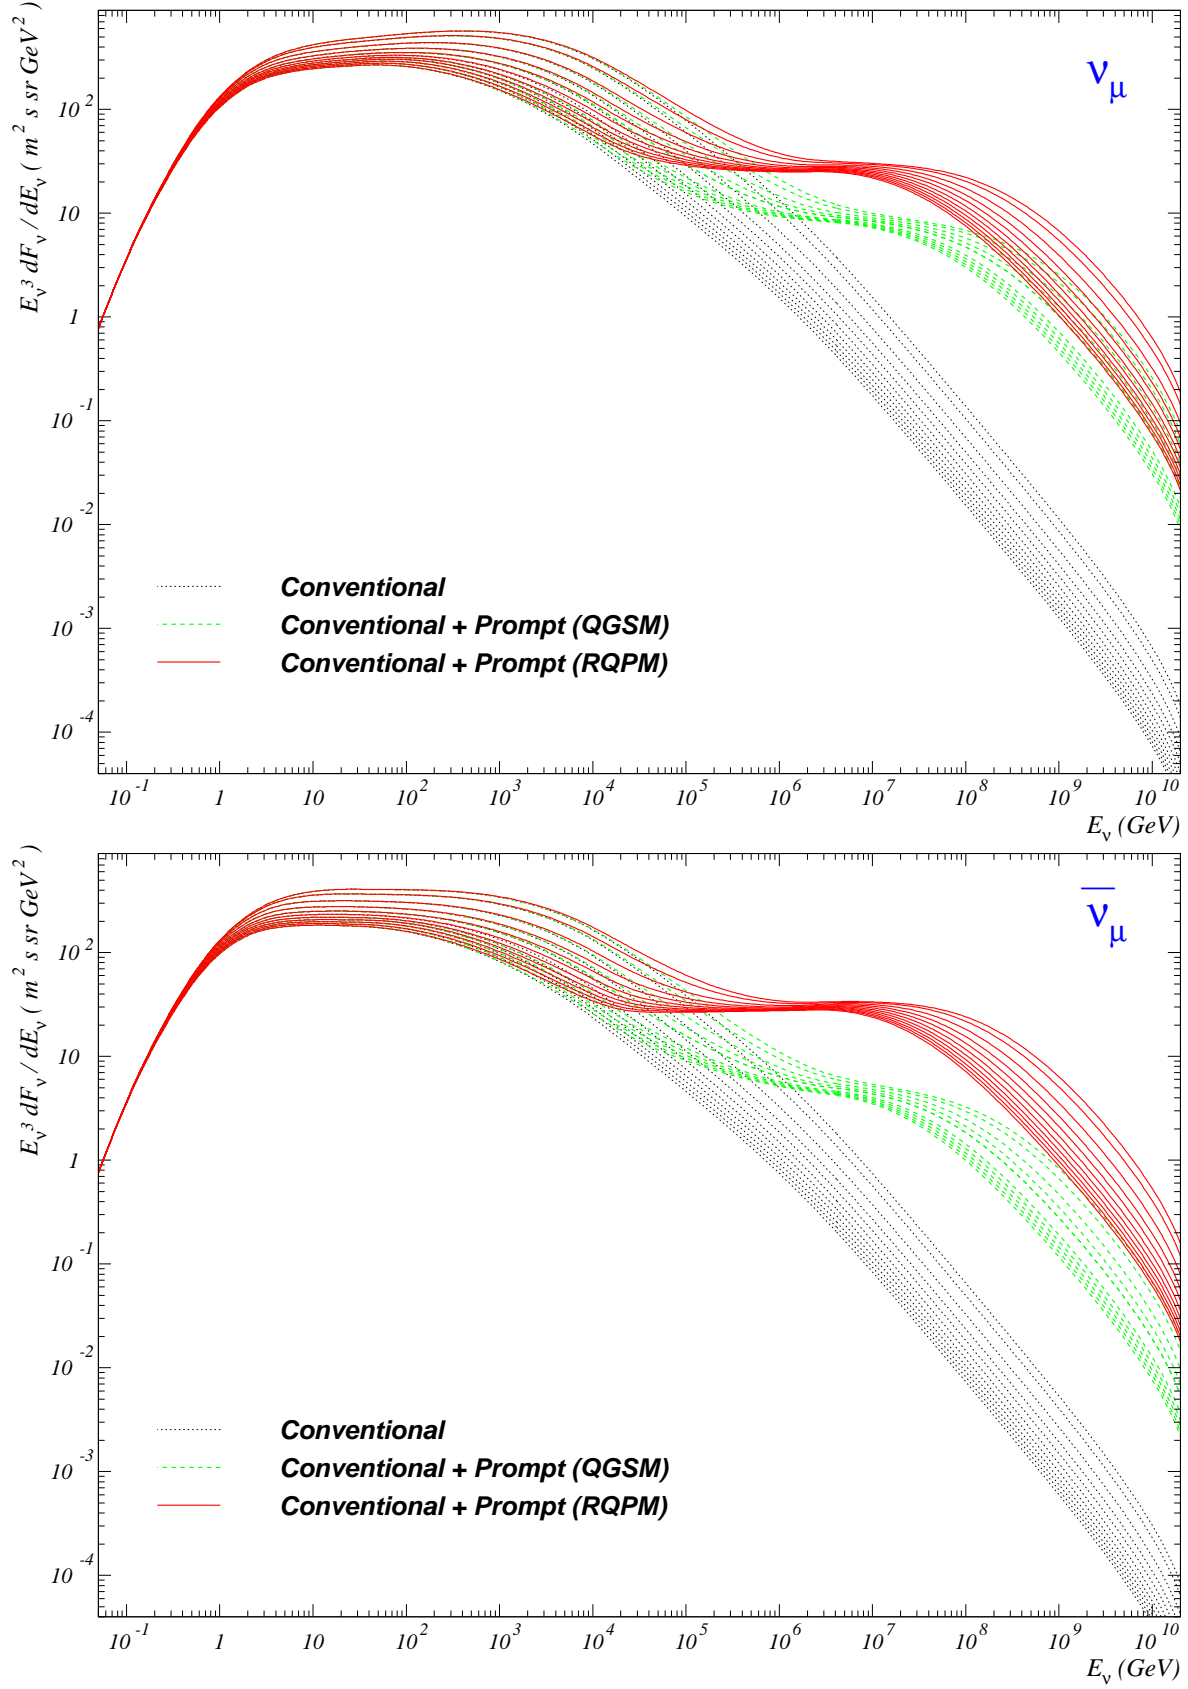 E_ν^3 dF_ν / dE_ν ( m^2 s sr GeV^2 )
ν_μ
10^2
10
1
10^-1
10^-2
10^-3
10^-4
Conventional
Conventional + Prompt (QGSM)
Conventional + Prompt (RQPM)
10^-1 1 10 10^2 10^3 10^4 10^5 10^6 10^7 10^8 10^9 10^10
E_ν (GeV)
E_ν^3 dF_ν / dE_ν ( m^2 s sr GeV^2 )
ν̅_μ
10^2
10
1
10^-1
10^-2
10^-3
10^-4
Conventional
Conventional + Prompt (QGSM)
Conventional + Prompt (RQPM)
10^-1 1 10 10^2 10^3 10^4 10^5 10^6 10^7 10^8 10^9 10^10
E_ν (GeV)